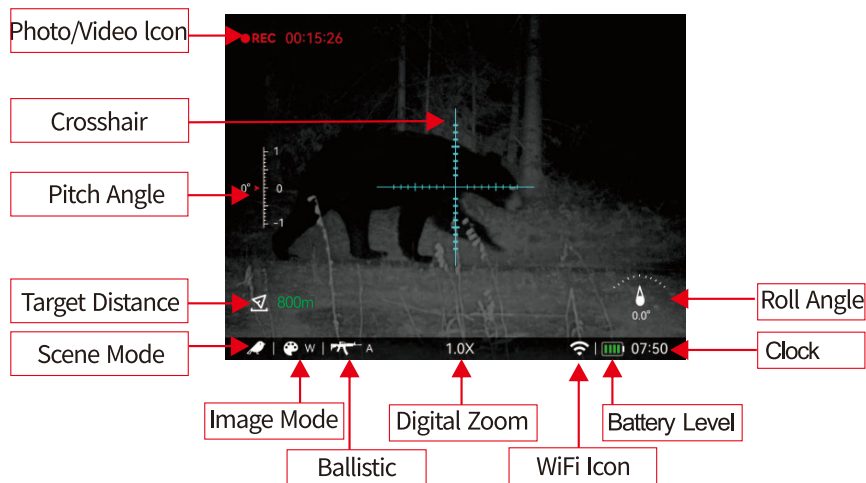 Photo/Video Icon
REC 00:15:26
Crosshair
1
0° 0
-1
Pitch Angle
Target Distance
800m
0.0°
Roll Angle
Scene Mode
W
A
1.0X
07:50
Clock
Image Mode
Digital Zoom
Battery Level
Ballistic
WiFi Icon